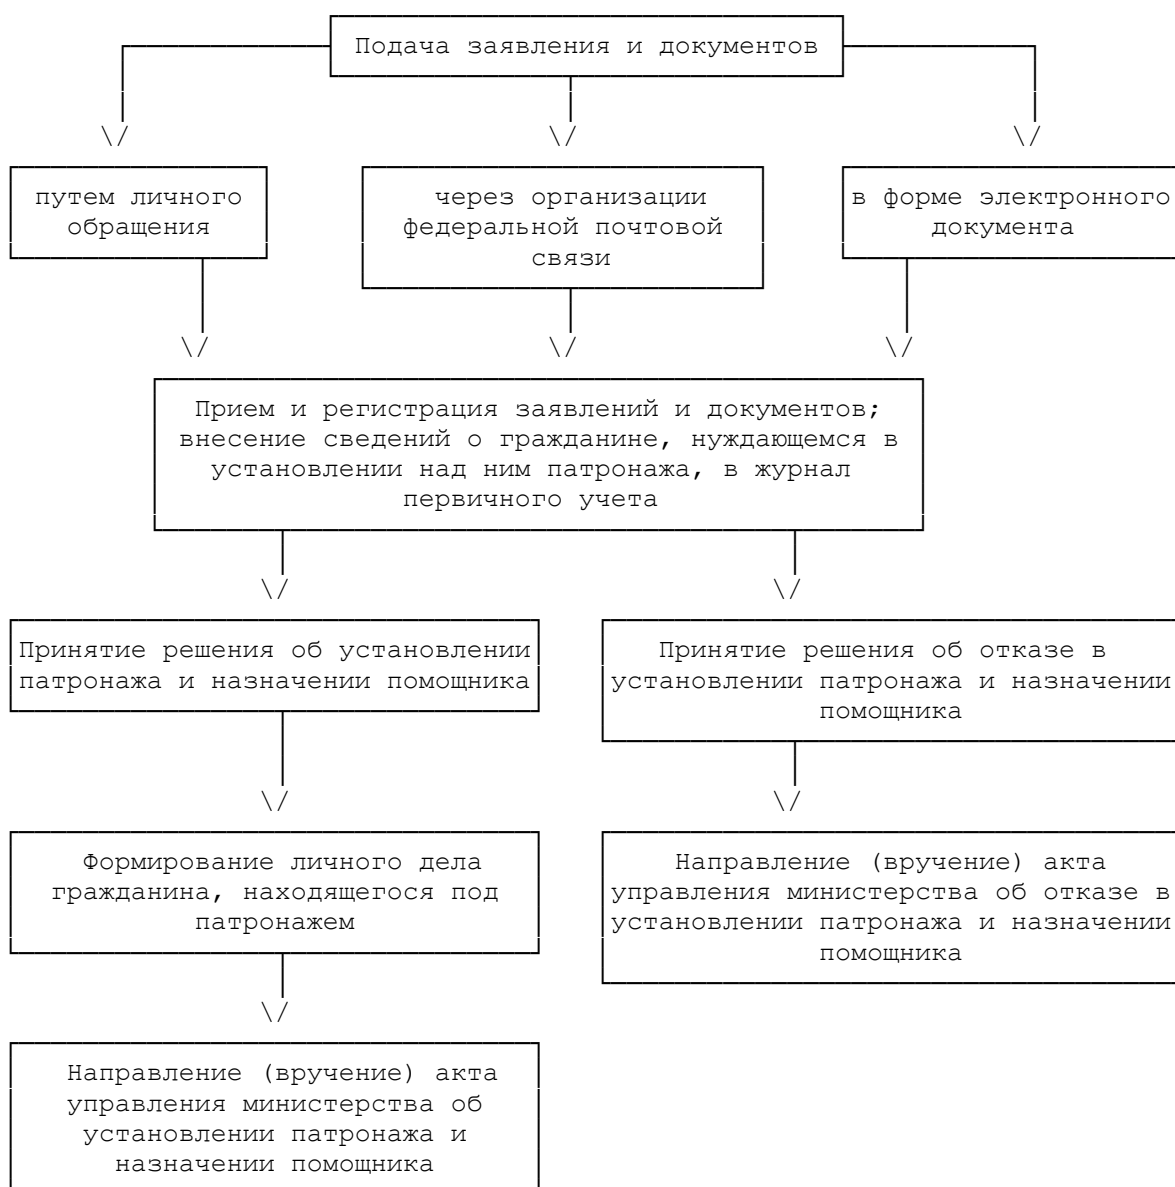 Подача заявления и документов
путем личного
обращения
через организации
федеральной почтовой
связи
в форме электронного
документа
Прием и регистрация заявлений и документов;
внесение сведений о гражданине, нуждающемся в
установлении над ним патронажа, в журнал
первичного учета
Принятие решения об установлении
патронажа и назначении помощника
Принятие решения об отказе в
установлении патронажа и назначении
помощника
Формирование личного дела
гражданина, находящегося под
патронажем
Направление (вручение) акта
управления министерства об отказе в
установлении патронажа и назначении
помощника
Направление (вручение) акта
управления министерства об
установлении патронажа и
назначении помощника